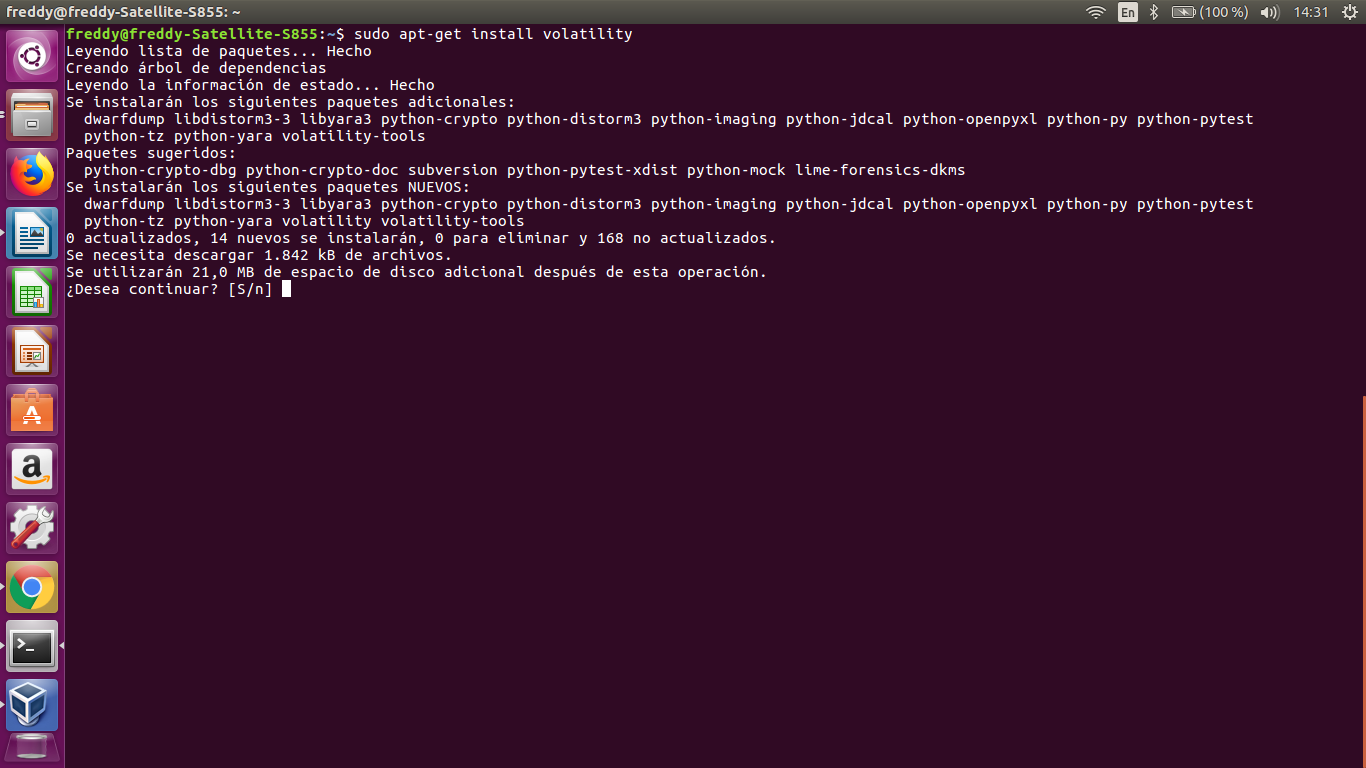 freddy@freddy-Satellite-S855: ~
En
(100 %)
14:31
freddy@freddy-Satellite-S855:~$ sudo apt-get install volatility
Leyendo lista de paquetes... Hecho
Creando árbol de dependencias
Leyendo la información de estado... Hecho
Se instalarán los siguientes paquetes adicionales:
  dwarfdump libdistorm3-3 libyara3 python-crypto python-distorm3 python-imaging python-jdcal python-openpyxl python-py python-pytest
  python-tz python-yara volatility-tools
Paquetes sugeridos:
  python-crypto-dbg python-crypto-doc subversion python-pytest-xdist python-mock lime-forensics-dkms
Se instalarán los siguientes paquetes NUEVOS:
  dwarfdump libdistorm3-3 libyara3 python-crypto python-distorm3 python-imaging python-jdcal python-openpyxl python-py python-pytest
  python-tz python-yara volatility volatility-tools
0 actualizados, 14 nuevos se instalarán, 0 para eliminar y 168 no actualizados.
Se necesita descargar 1.842 kB de archivos.
Se utilizarán 21,0 MB de espacio de disco adicional después de esta operación.
¿Desea continuar? [S/n]